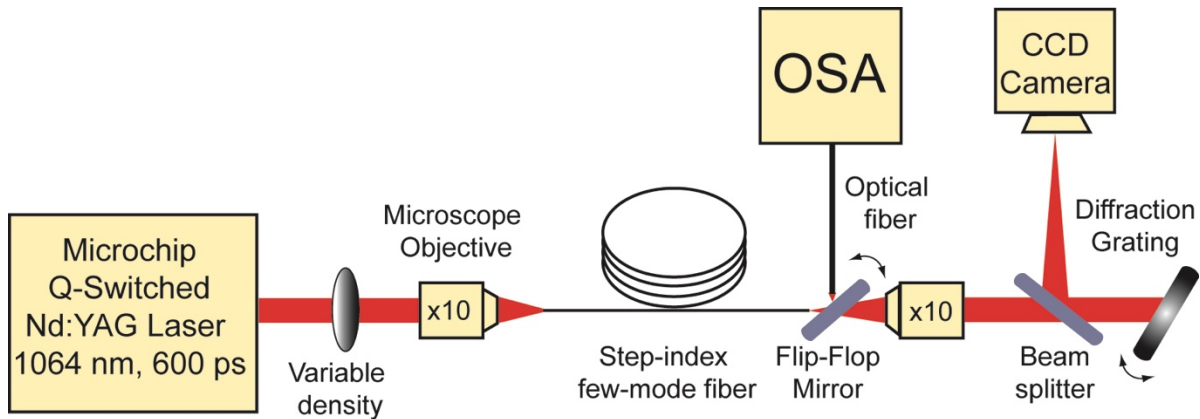 Microchip
Q-Switched
Nd:YAG Laser
1064 nm, 600 ps
Variable
density
Microscope
Objective
x10
Step-index
few-mode fiber
OSA
Optical
fiber
Flip-Flop
Mirror
x10
CCD
Camera
Beam
splitter
Diffraction
Grating